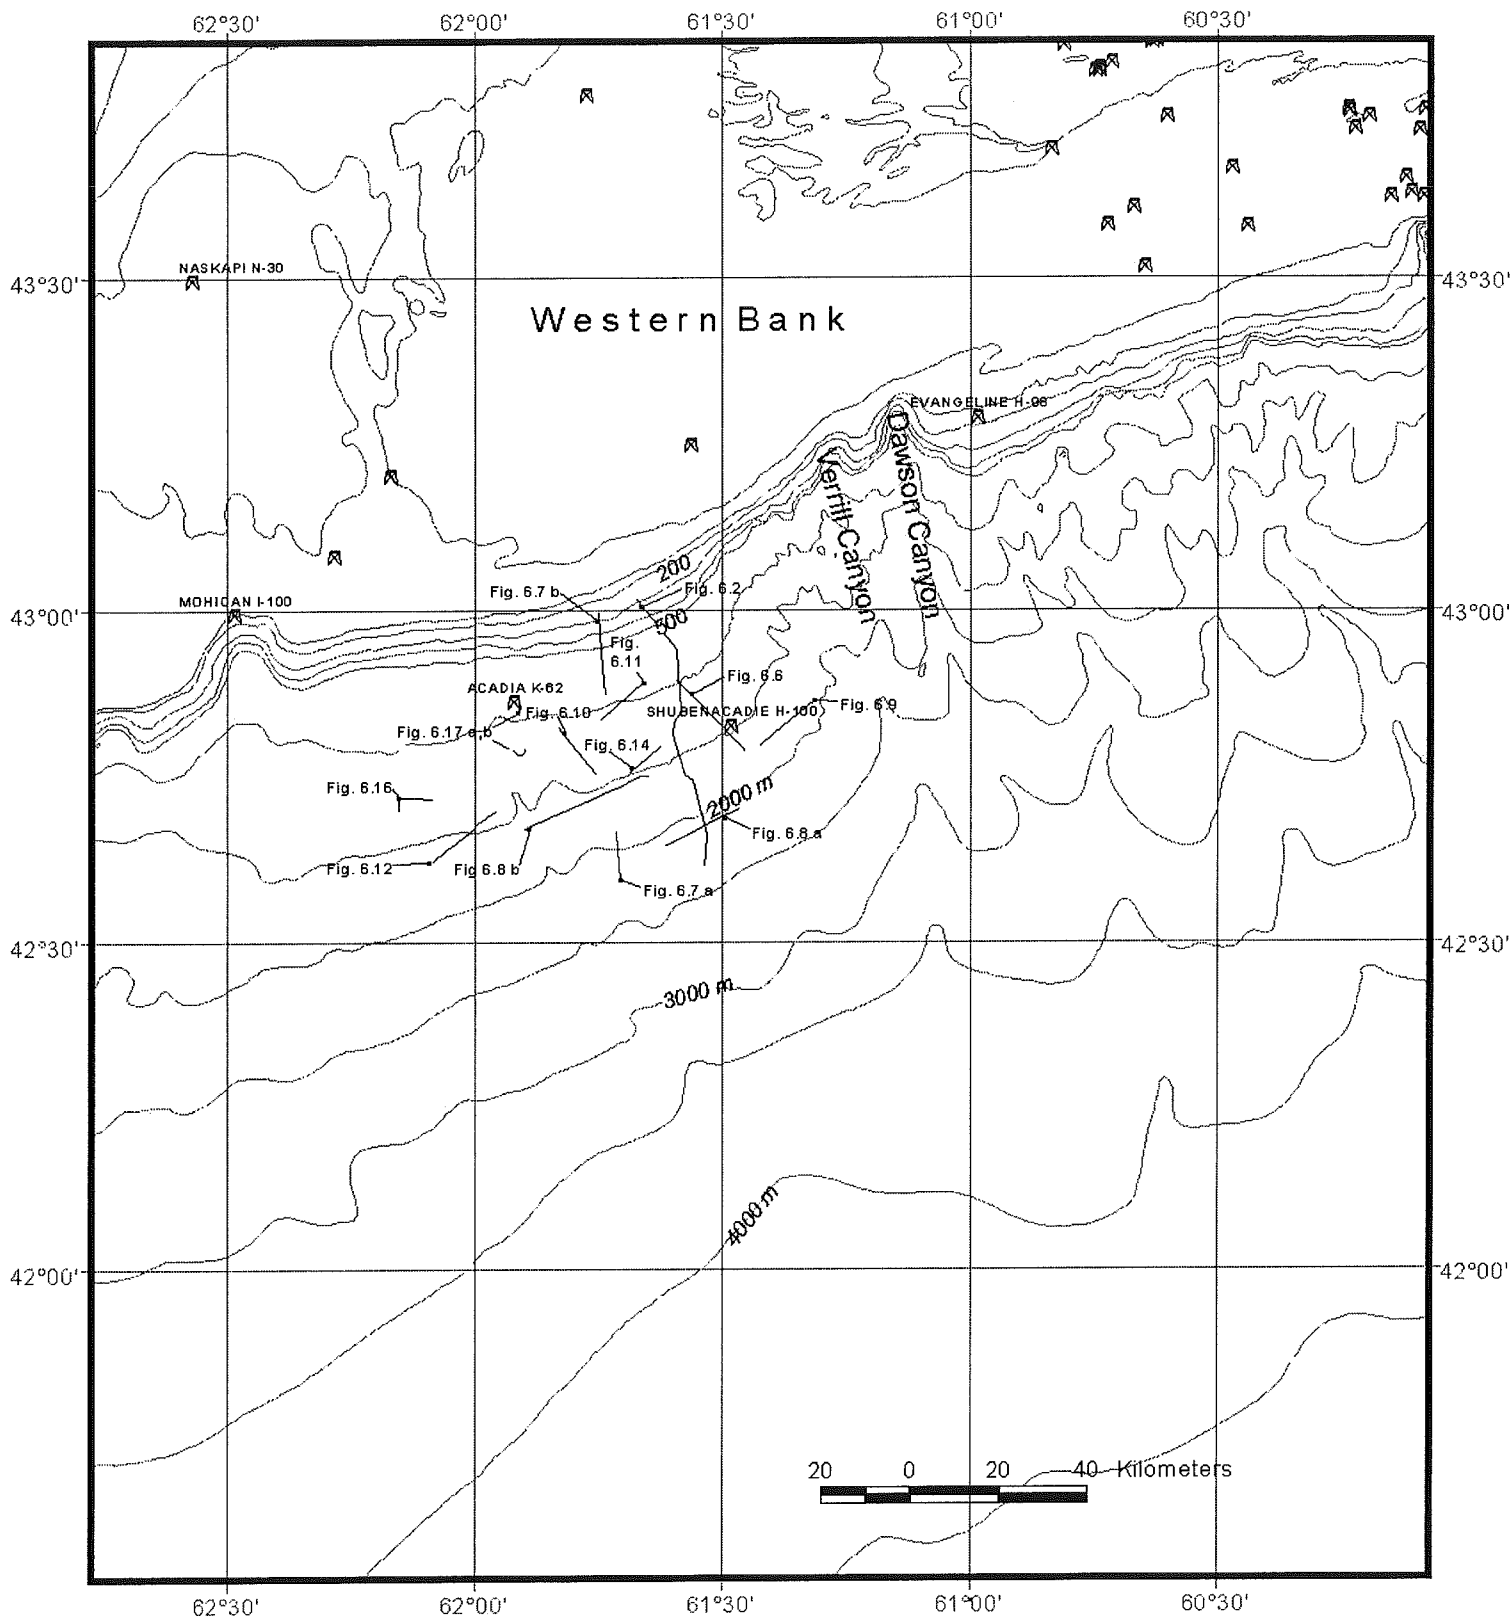 62°30' 62°00' 61°30' 61°00' 60°30'
NASKAPI N-30
43°30' 43°30'
Western Bank
EVANGELINE H-98
Dawson Canyon
Verrill Canyon
200
Fig. 6.7 b
Fig. 6.2
MOHICAN I-100
43°00' 43°00'
500
Fig.
6.11
Fig. 6.6
ACADIA K-62
SHUBENACADIE H-100
Fig. 6.9
Fig. 6.10
Fig. 6.17 a,b
Fig. 6.14
Fig. 6.16
2000 m
Fig. 6.8 a
Fig. 6.12
Fig 6.8 b
Fig. 6.7 a
42°30' 42°30'
3000 m
4000 m
42°00' 42°00'
20 0 20 40 Kilometers
62°30' 62°00' 61°30' 61°00' 60°30'